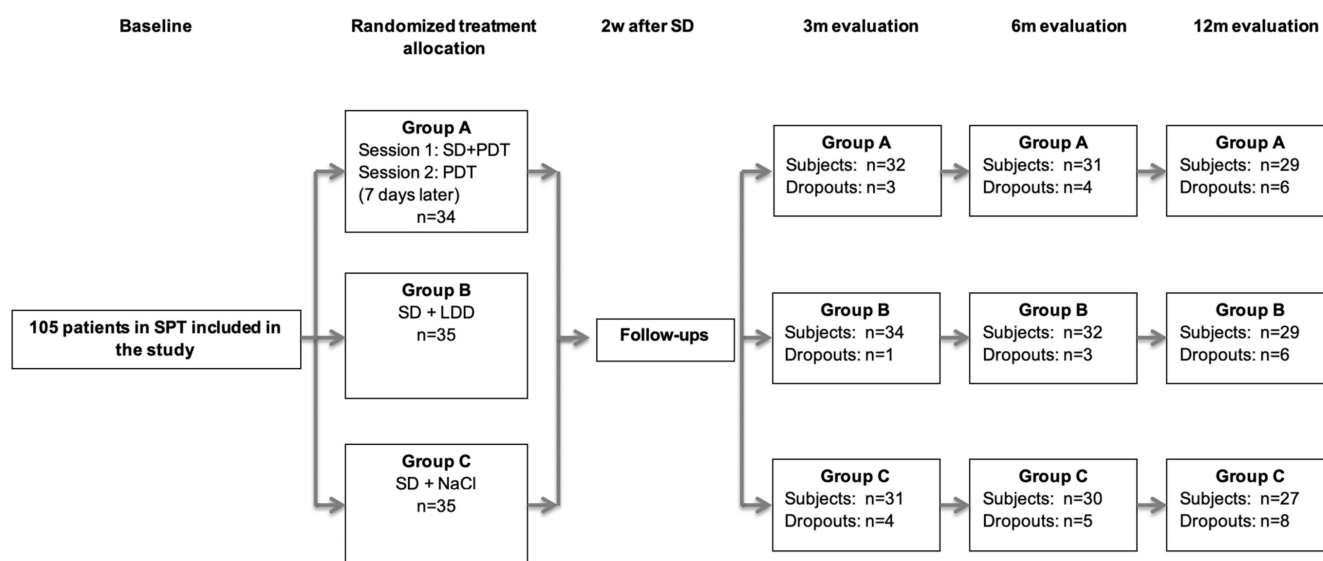 Baseline
Randomized treatment
allocation
2w after SD
3m evaluation
6m evaluation
12m evaluation
105 patients in SPT included in
the study
Group A
Session 1: SD+PDT
Session 2: PDT
(7 days later)
n=34
Group B
SD + LDD
n=35
Group C
SD + NaCl
n=35
Follow-ups
Group A
Subjects: n=32
Dropouts: n=3
Group A
Subjects: n=31
Dropouts: n=4
Group A
Subjects: n=29
Dropouts: n=6
Group B
Subjects: n=34
Dropouts: n=1
Group B
Subjects: n=32
Dropouts: n=3
Group B
Subjects: n=29
Dropouts: n=6
Group C
Subjects: n=31
Dropouts: n=4
Group C
Subjects: n=30
Dropouts: n=5
Group C
Subjects: n=27
Dropouts: n=8